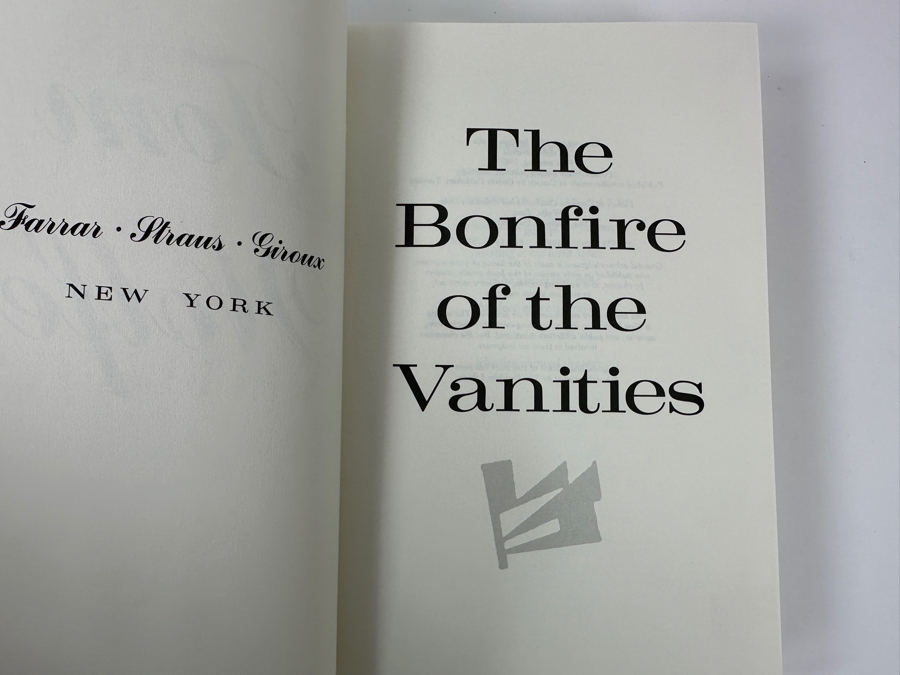 Farrar · Straus · Giroux
NEW YORK
The
Bonfire
of the
Vanities